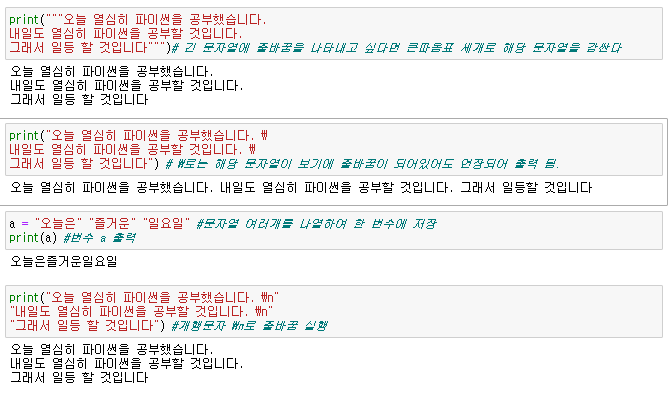 print("""오늘 열심히 파이썬을 공부했습니다.
내일도 열심히 파이썬을 공부할 것입니다.
그래서 일등 할 것입니다""")# 긴 문자열에 줄바꿈을 나타내고 싶다면 큰따옴표 세개로 해당 문자열을 감싼다
오늘 열심히 파이썬을 공부했습니다.
내일도 열심히 파이썬을 공부할 것입니다.
그래서 일등 할 것입니다
print("오늘 열심히 파이썬을 공부했습니다. ₩
내일도 열심히 파이썬을 공부할 것입니다. ₩
그래서 일등 할 것입니다") # ₩로는 해당 문자열이 보기에 줄바꿈이 되어있어도 연장되어 출력 됨.
오늘 열심히 파이썬을 공부했습니다. 내일도 열심히 파이썬을 공부할 것입니다. 그래서 일등할 것입니다
a = "오늘은" "즐거운" "일요일" #문자열 여러개를 나열하여 한 변수에 저장
print(a) #변수 a 출력
오늘은즐거운일요일
print("오늘 열심히 파이썬을 공부했습니다. ₩n"
"내일도 열심히 파이썬을 공부할 것입니다. ₩n"
"그래서 일등 할 것입니다") #개행문자 ₩n로 줄바꿈 실행
오늘 열심히 파이썬을 공부했습니다.
내일도 열심히 파이썬을 공부할 것입니다.
그래서 일등 할 것입니다